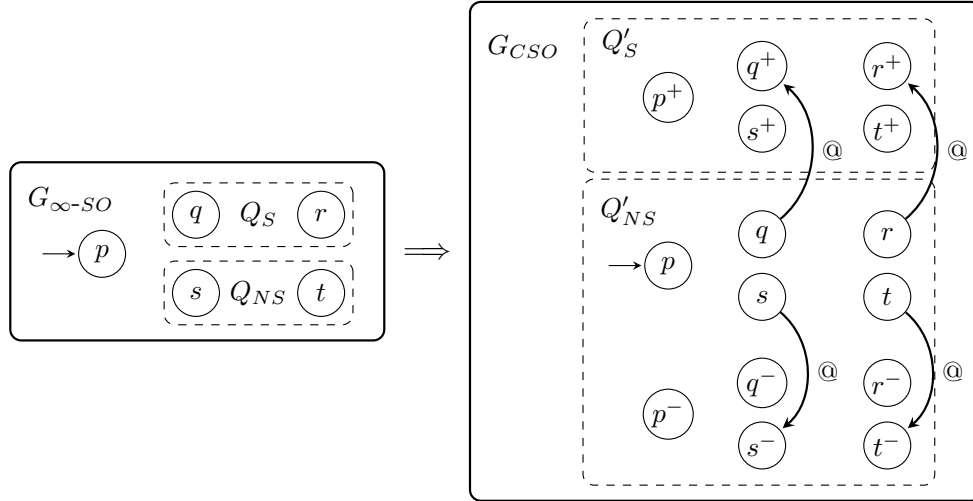 G∞-SO
p
q Q_S r
s Q_NS t
⟹
G_CSO
Q′_S
p⁺
q⁺ r⁺
s⁺ t⁺
@ @
Q′_NS
p
q r
s t
@ @
p⁻
q⁻ r⁻
s⁻ t⁻